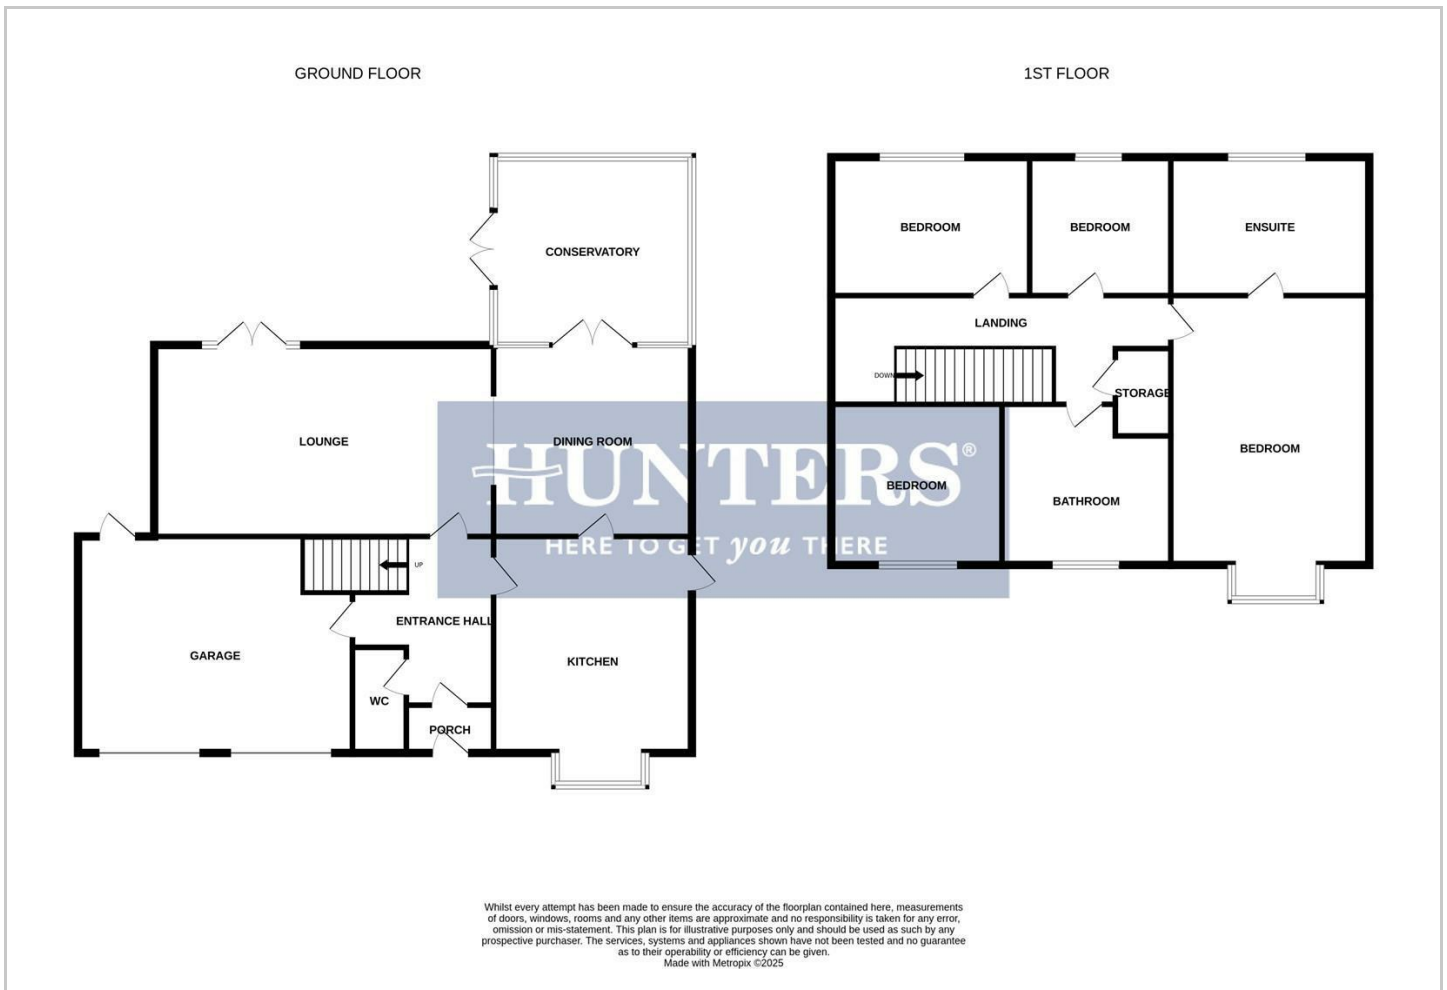 GROUND FLOOR
1ST FLOOR
CONSERVATORY
LOUNGE
DINING ROOM
UP
ENTRANCE HALL
GARAGE
KITCHEN
WC
PORCH
BEDROOM
BEDROOM
ENSUITE
LANDING
DOWN
STORAGE
BEDROOM
BEDROOM
BATHROOM
HUNTERS®
HERE TO GET you THERE
Whilst every attempt has been made to ensure the accuracy of the floorplan contained here, measurements
of doors, windows, rooms and any other items are approximate and no responsibility is taken for any error,
omission or mis-statement. This plan is for illustrative purposes only and should be used as such by any
prospective purchaser. The services, systems and appliances shown have not been tested and no guarantee
as to their operability or efficiency can be given.
Made with Metropix ©2025